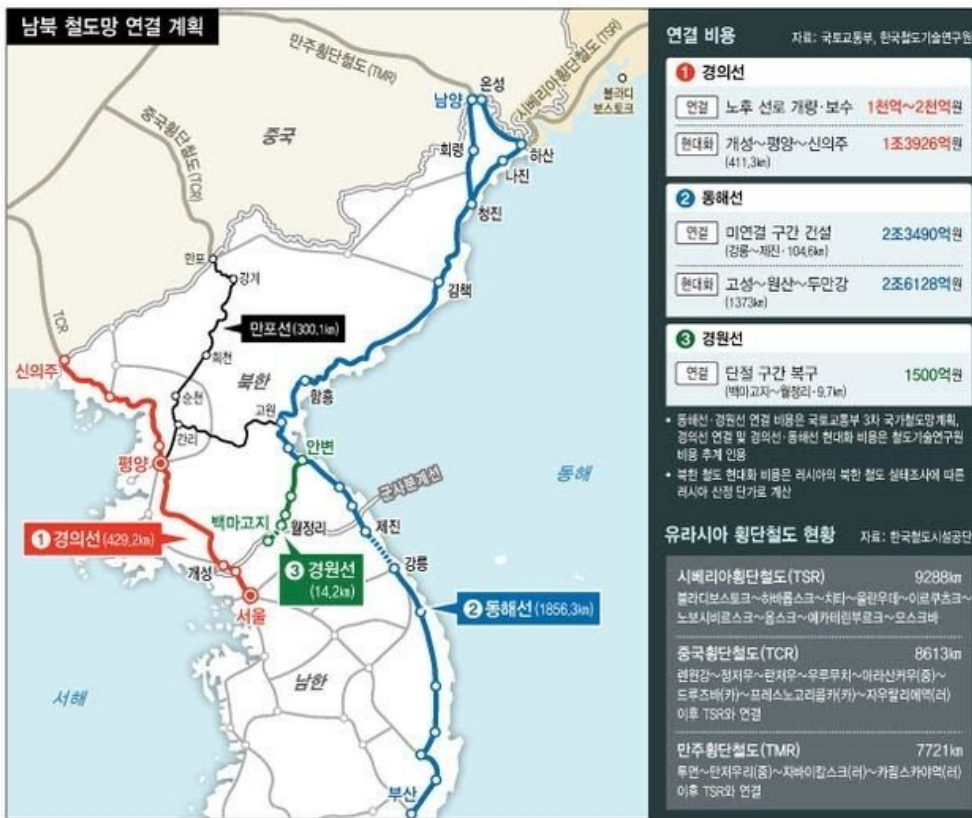 남북 철도망 연결 계획
만주횡단철도(TMR)
시베리아횡단철도(TSR)
중국횡단철도(TCR)
중국
온성
남양
블라디
보스토크
회령
하산
나진
청진
만포
강계
김책
TCR
만포선(300.1㎞)
신의주
희천
북한
함흥
순천
고원
간리
안변
평양
동해
군사분계선
백마고지
월정리
제진
1 경의선(429.2㎞)
개성
3 경원선
(14.2㎞)
강릉
서울
2 동해선(1856.3㎞)
남한
서해
부산
연결 비용
자료: 국토교통부, 한국철도기술연구원
1 경의선
연결 노후 선로 개량·보수 1천억~2천억원
현대화 개성~평양~신의주 1조3926억원
(411.3㎞)
2 동해선
연결 미연결 구간 건설 2조3490억원
(강릉~제진·104.6㎞)
현대화 고성~원산~두만강 2조6128억원
(1373㎞)
3 경원선
연결 단절 구간 복구 1500억원
(백마고지~월정리·9.7㎞)
• 동해선·경원선 연결 비용은 국토교통부 3차 국가철도망계획,
경의선 연결 및 경의선·동해선 현대화 비용은 철도기술연구원
비용 추계 인용
• 북한 철도 현대화 비용은 러시아의 북한 철도 실태조사에 따른
러시아 산정 단가로 계산
유라시아 횡단철도 현황
자료: 한국철도시설공단
시베리아횡단철도(TSR) 9288㎞
블라디보스토크~하바롭스크~치타~울란우데~이르쿠츠크~
노보시비르스크~옴스크~예카테린부르크~모스크바
중국횡단철도(TCR) 8613㎞
롄윈강~정저우~란저우~우루무치~아라산커우(중)~
드루즈바(카)~프레스노고리콥카(카)~자우랄리에역(러)
이후 TSR와 연결
만주횡단철도(TMR) 7721㎞
투먼~만저우리(중)~자바이칼스크(러)~카림스카야역(러)
이후 TSR와 연결